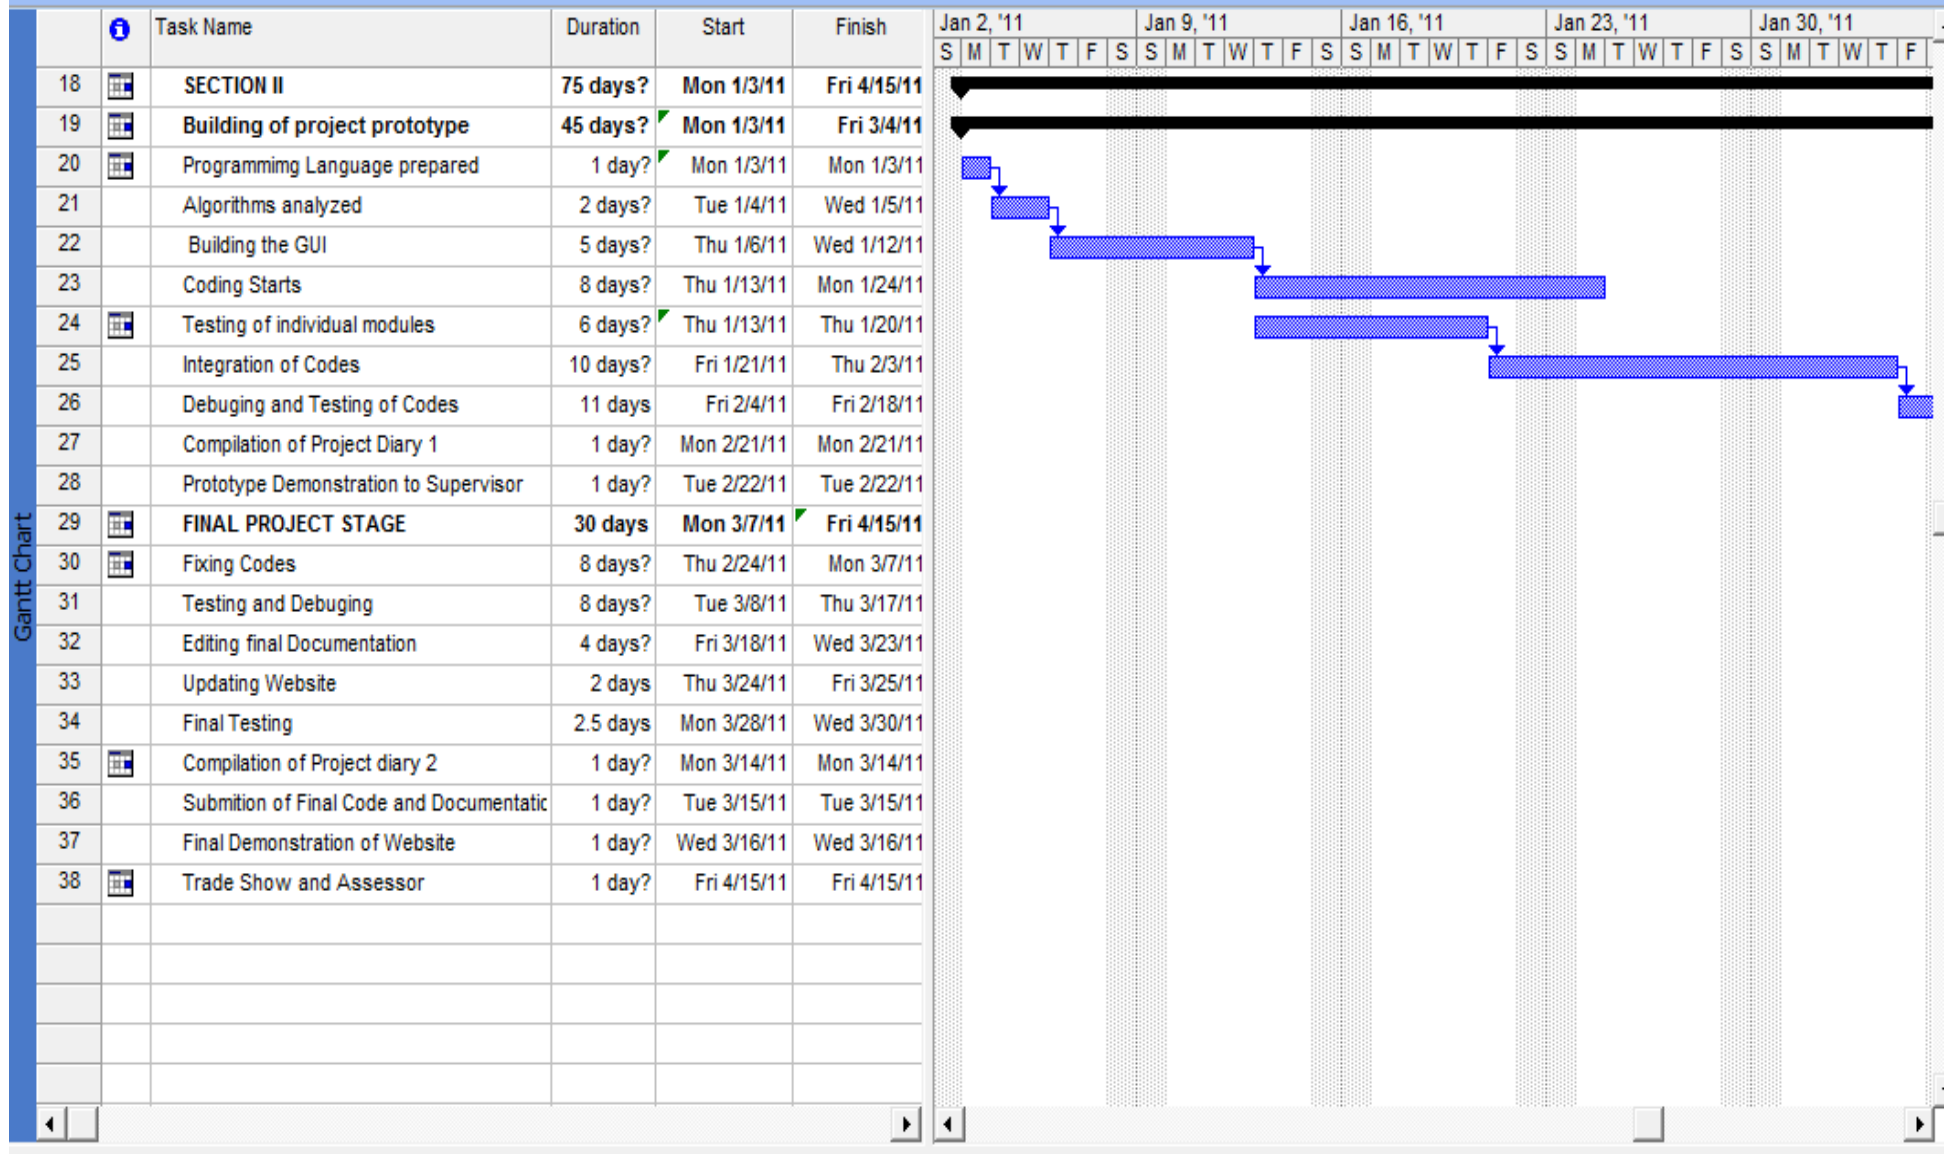 Task Name Duration Start Finish Jan 2, '11 Jan 9, '11 Jan 16, '11 Jan 23, '11 Jan 30, '11
S M T W T F S S M T W T F S S M T W T F S S M T W T F S S M T W T F
18 SECTION II 75 days? Mon 1/3/11 Fri 4/15/11
19 Building of project prototype 45 days? Mon 1/3/11 Fri 3/4/11
20 Programmimg Language prepared 1 day? Mon 1/3/11 Mon 1/3/11
21 Algorithms analyzed 2 days? Tue 1/4/11 Wed 1/5/11
22 Building the GUI 5 days? Thu 1/6/11 Wed 1/12/11
23 Coding Starts 8 days? Thu 1/13/11 Mon 1/24/11
24 Testing of individual modules 6 days? Thu 1/13/11 Thu 1/20/11
25 Integration of Codes 10 days? Fri 1/21/11 Thu 2/3/11
26 Debuging and Testing of Codes 11 days Fri 2/4/11 Fri 2/18/11
27 Compilation of Project Diary 1 1 day? Mon 2/21/11 Mon 2/21/11
28 Prototype Demonstration to Supervisor 1 day? Tue 2/22/11 Tue 2/22/11
29 FINAL PROJECT STAGE 30 days Mon 3/7/11 Fri 4/15/11
30 Fixing Codes 8 days? Thu 2/24/11 Mon 3/7/11
31 Testing and Debuging 8 days? Tue 3/8/11 Thu 3/17/11
32 Editing final Documentation 4 days? Fri 3/18/11 Wed 3/23/11
33 Updating Website 2 days Thu 3/24/11 Fri 3/25/11
34 Final Testing 2.5 days Mon 3/28/11 Wed 3/30/11
35 Compilation of Project diary 2 1 day? Mon 3/14/11 Mon 3/14/11
36 Submition of Final Code and Documentatic 1 day? Tue 3/15/11 Tue 3/15/11
37 Final Demonstration of Website 1 day? Wed 3/16/11 Wed 3/16/11
38 Trade Show and Assessor 1 day? Fri 4/15/11 Fri 4/15/11
Gantt Chart